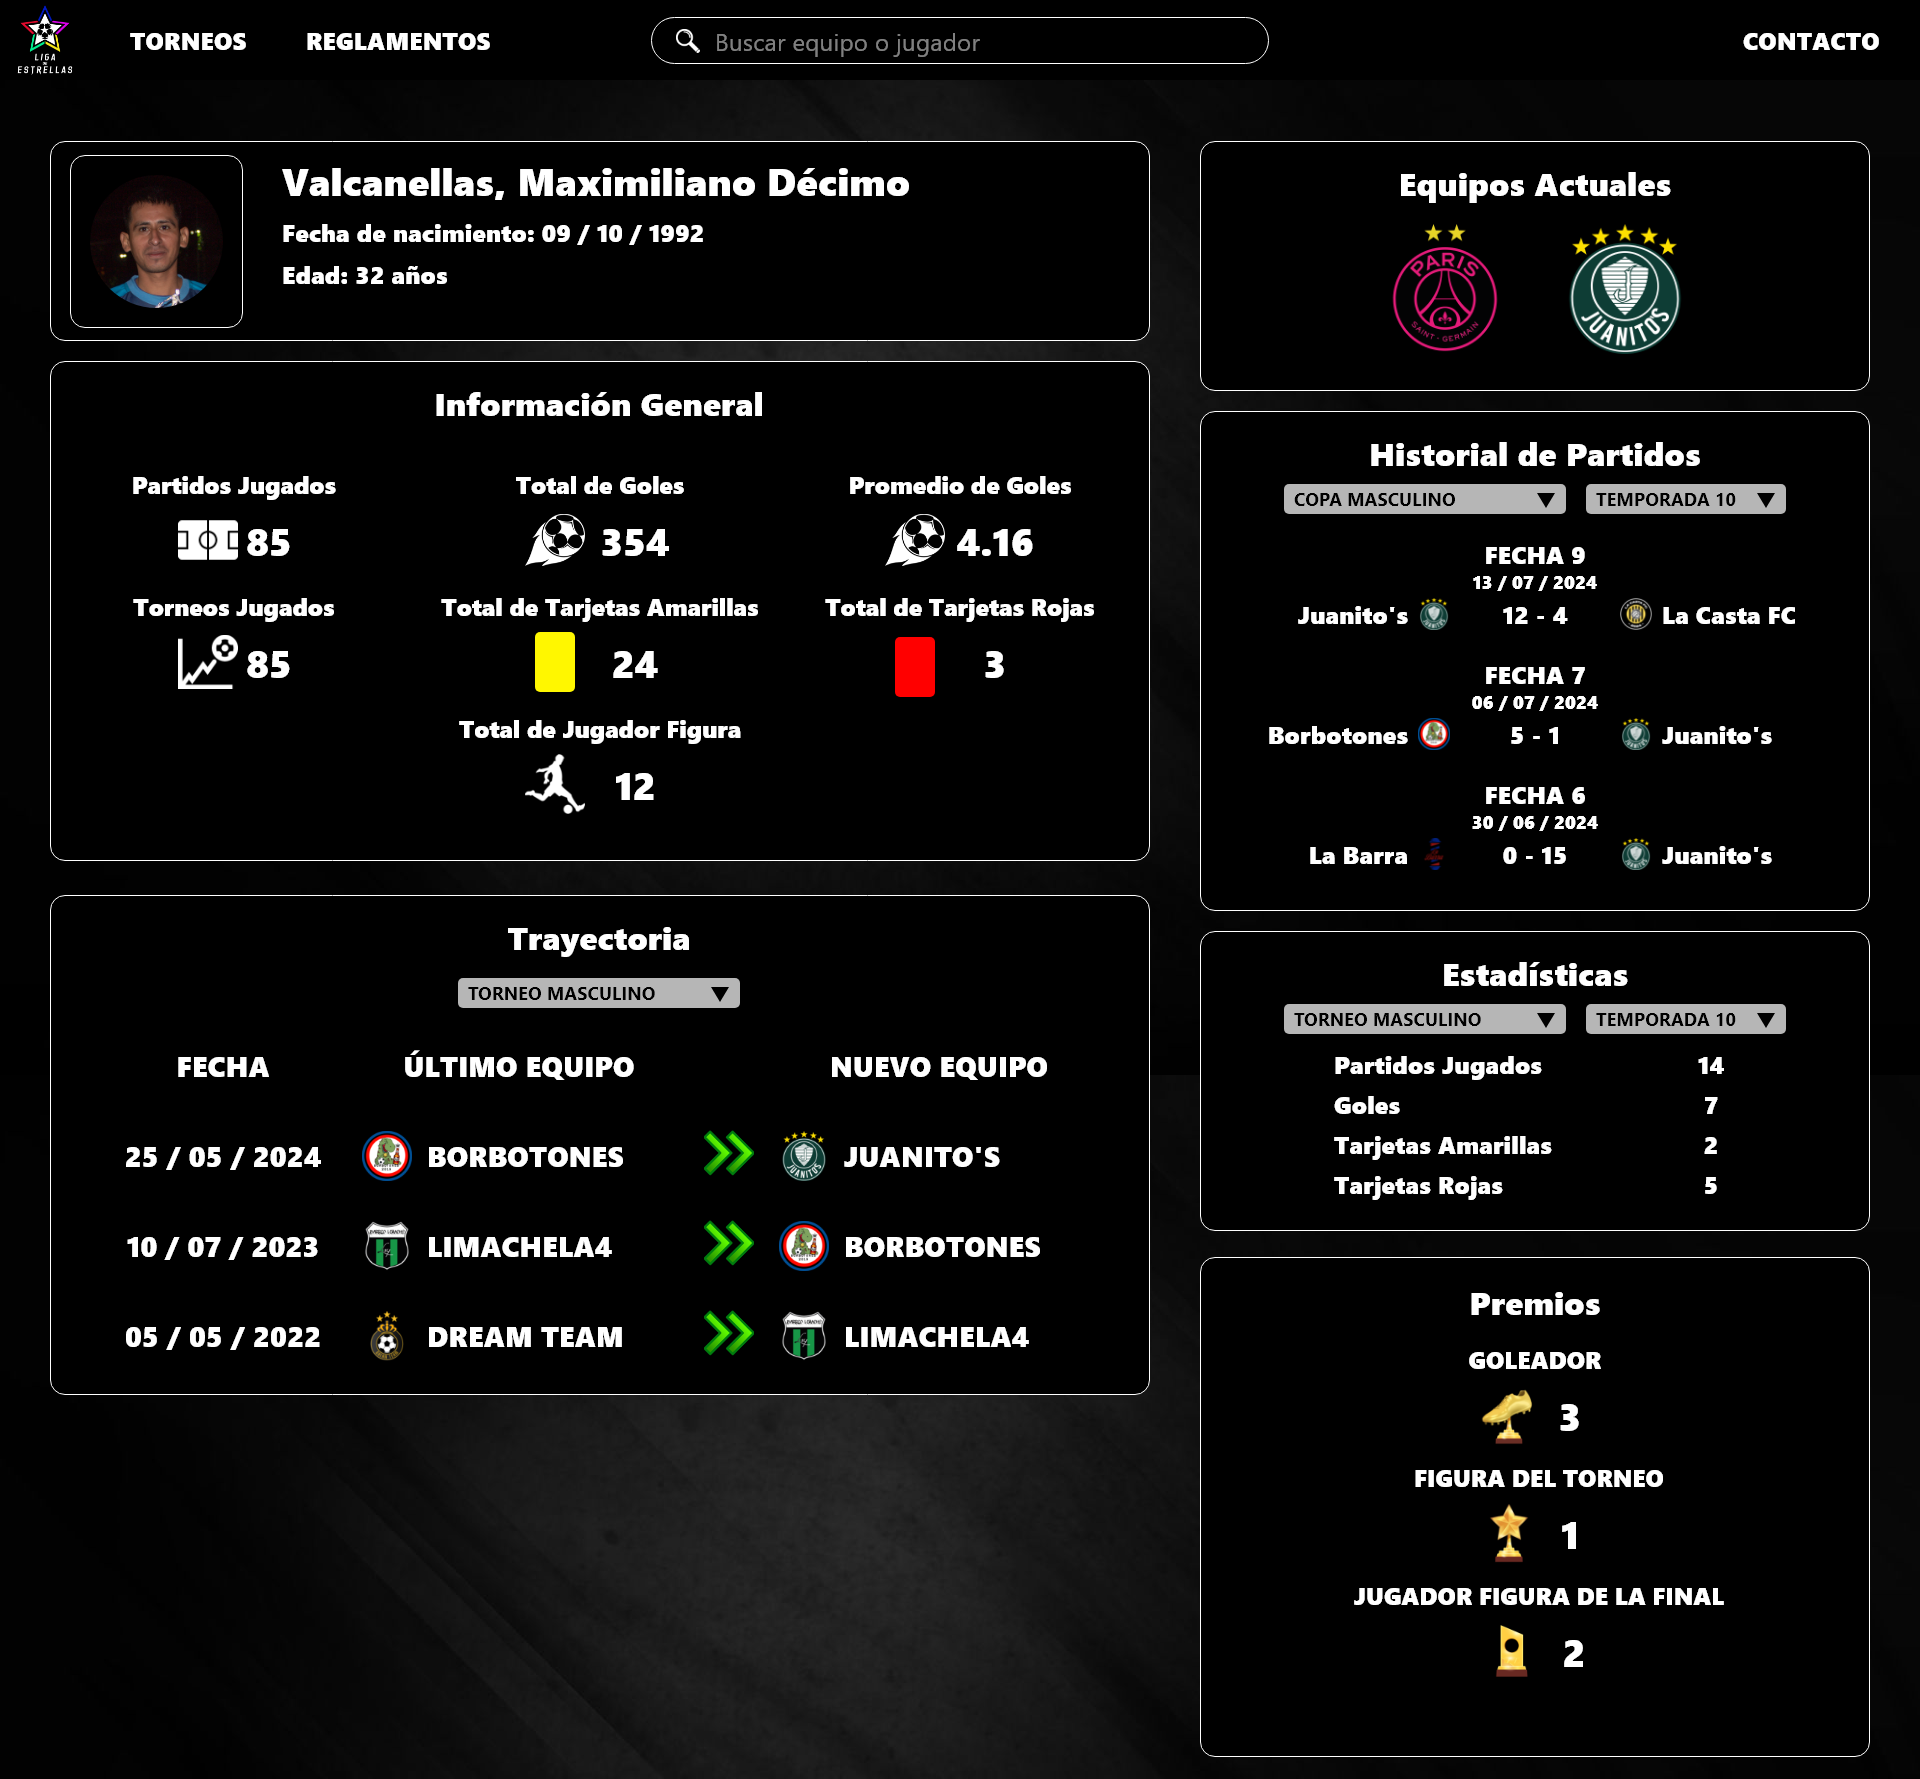 LIGA
DE
ESTRELLAS
TORNEOS
REGLAMENTOS
Buscar equipo o jugador
CONTACTO
Valcanellas, Maximiliano Décimo
Fecha de nacimiento: 09 / 10 / 1992
Edad: 32 años
Información General
Partidos Jugados
85
Total de Goles
354
Promedio de Goles
4.16
Torneos Jugados
85
Total de Tarjetas Amarillas
24
Total de Tarjetas Rojas
3
Total de Jugador Figura
12
Trayectoria
TORNEO MASCULINO
FECHA ÚLTIMO EQUIPO NUEVO EQUIPO
25 / 05 / 2024 BORBOTONES JUANITO'S
10 / 07 / 2023 LIMACHELA4 BORBOTONES
05 / 05 / 2022 DREAM TEAM LIMACHELA4
Equipos Actuales
PARIS
SAINT - GERMAIN
J
JUANITO'S
Historial de Partidos
COPA MASCULINO TEMPORADA 10
FECHA 9
13 / 07 / 2024
Juanito's 12 - 4 La Casta FC
FECHA 7
06 / 07 / 2024
Borbotones 5 - 1 Juanito's
FECHA 6
30 / 06 / 2024
La Barra 0 - 15 Juanito's
Estadísticas
TORNEO MASCULINO TEMPORADA 10
Partidos Jugados 14
Goles 7
Tarjetas Amarillas 2
Tarjetas Rojas 5
Premios
GOLEADOR
3
FIGURA DEL TORNEO
1
JUGADOR FIGURA DE LA FINAL
2